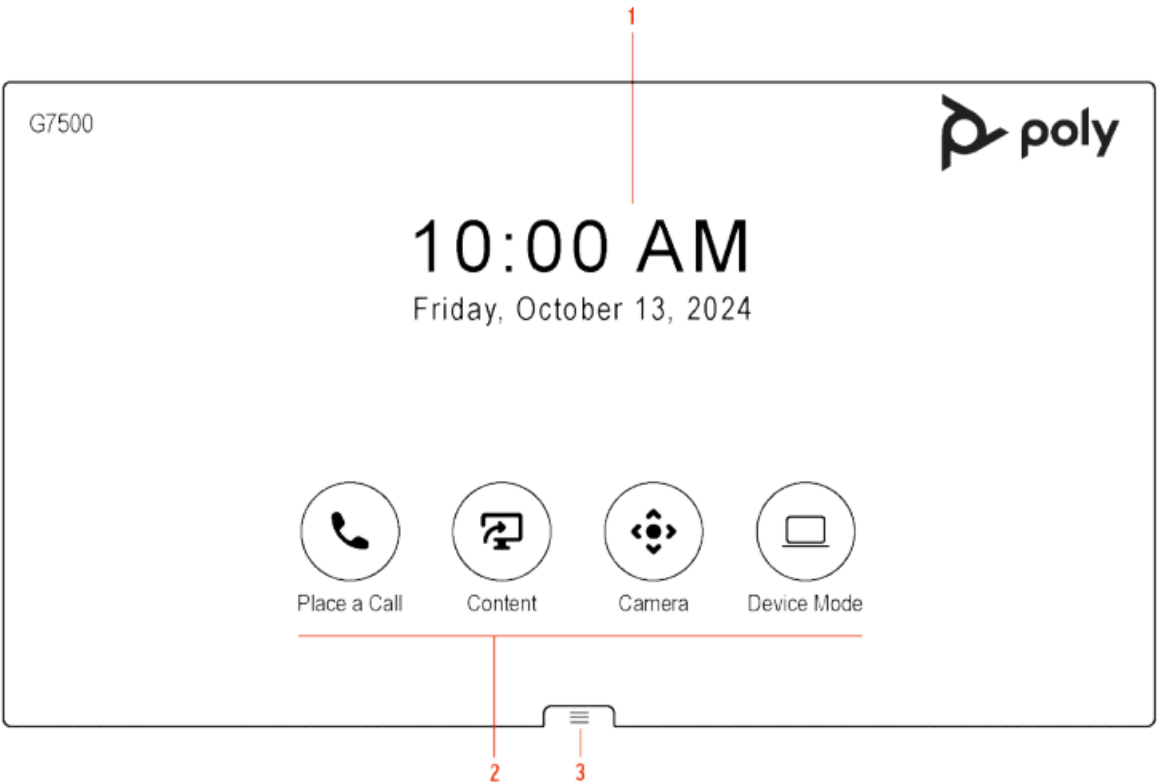 1
G7500
poly
10:00 AM
Friday, October 13, 2024
Place a Call
Content
Camera
Device Mode
2
3